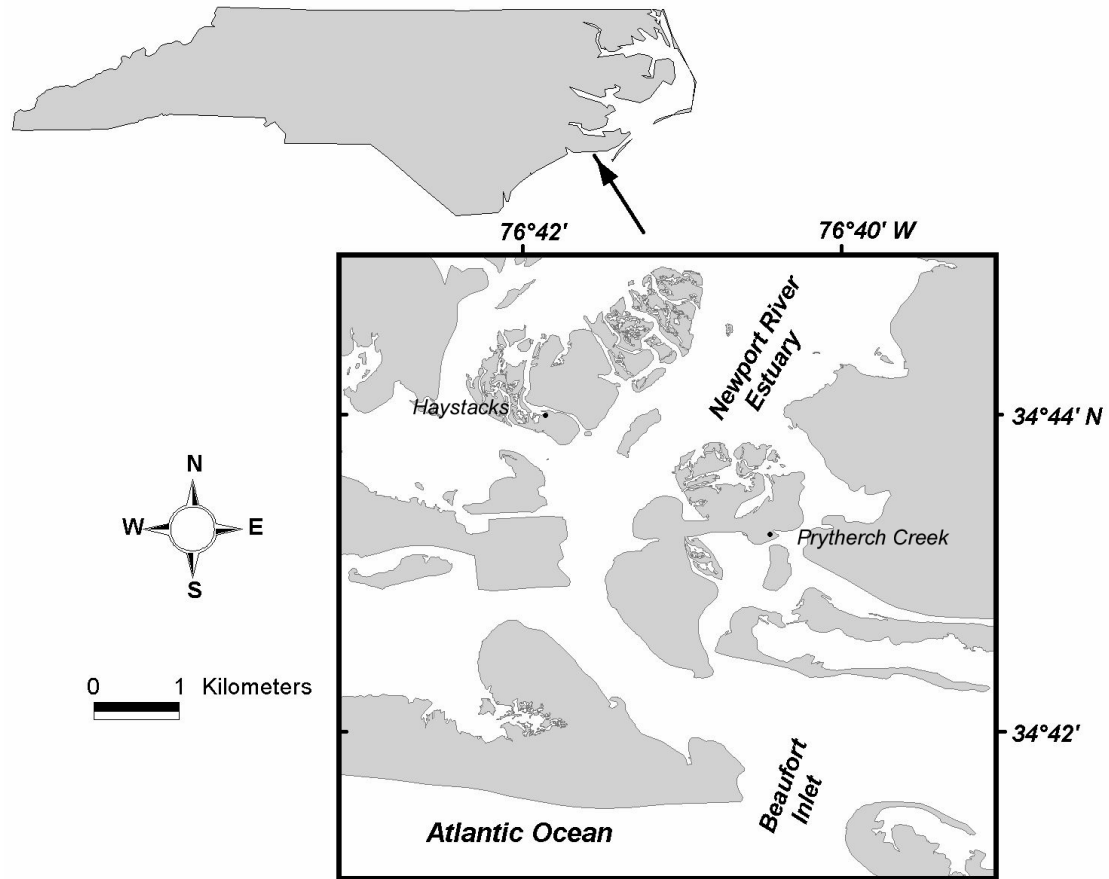 76°42'
76°40' W
Newport River
Estuary
Haystacks
34°44' N
N
W
E
S
Prytherch Creek
0 1 Kilometers
34°42'
Beaufort
Inlet
Atlantic Ocean